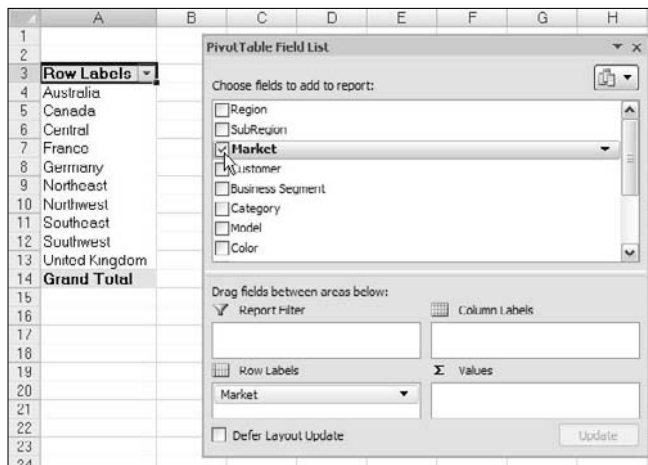 A B C D E F G H
1
2
3 Row Labels
4 Australia
5 Canada
6 Central
7 France
8 Germany
9 Northeast
10 Northwest
11 Southeast
12 Southwest
13 United Kingdom
14 Grand Total
15
16
17
18
19
20
21
22
23
24
PivotTable Field List
Choose fields to add to report:
Region
SubRegion
Market
Customer
Business Segment
Category
Model
Color
Drag fields between areas below:
Report Filter
Column Labels
Row Labels
Σ Values
Market
Defer Layout Update
Update